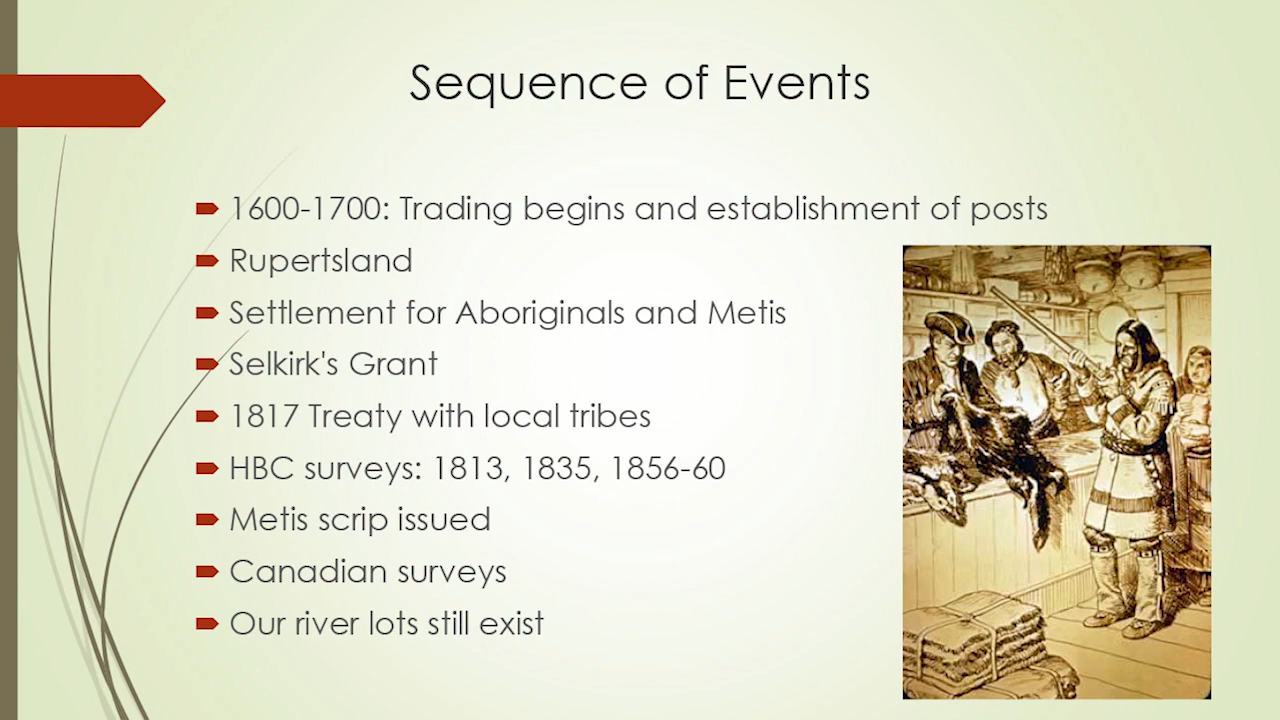 Sequence of Events
1600-1700: Trading begins and establishment of posts
Rupertsland
Settlement for Aboriginals and Metis
Selkirk's Grant
1817 Treaty with local tribes
HBC surveys: 1813, 1835, 1856-60
Metis scrip issued
Canadian surveys
Our river lots still exist